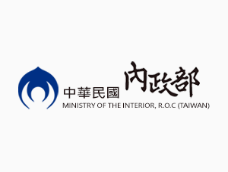 中華民國 內政部
MINISTRY OF THE INTERIOR, R.O.C (TAIWAN)